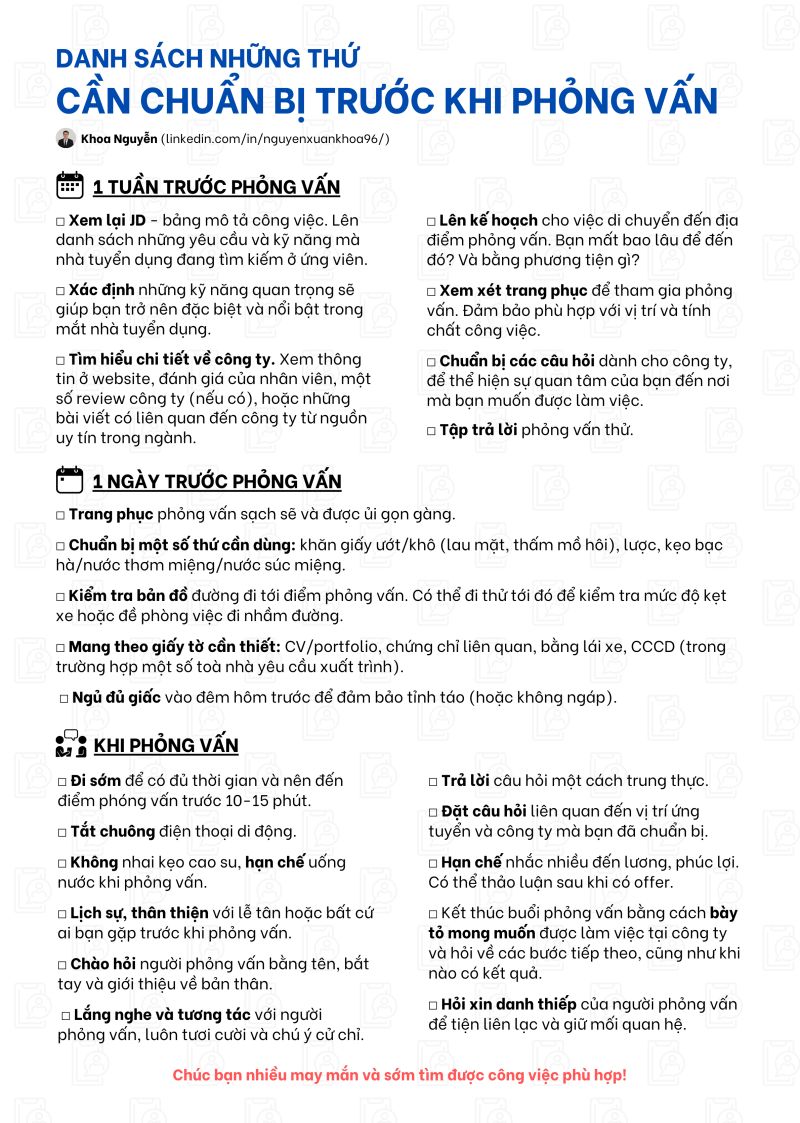 DANH SÁCH NHỮNG THỨ
CẦN CHUẨN BỊ TRƯỚC KHI PHỎNG VẤN
Khoa Nguyễn (linkedin.com/in/nguyenxuankhoa96/)
1 TUẦN TRƯỚC PHỎNG VẤN
□ Xem lại JD - bảng mô tả công việc. Lên
danh sách những yêu cầu và kỹ năng mà
nhà tuyển dụng đang tìm kiếm ở ứng viên.
□ Xác định những kỹ năng quan trọng sẽ
giúp bạn trở nên đặc biệt và nổi bật trong
mắt nhà tuyển dụng.
□ Tìm hiểu chi tiết về công ty. Xem thông
tin ở website, đánh giá của nhân viên, một
số review công ty (nếu có), hoặc những
bài viết có liên quan đến công ty từ nguồn
uy tín trong ngành.
□ Lên kế hoạch cho việc di chuyển đến địa
điểm phỏng vấn. Bạn mất bao lâu để đến
đó? Và bằng phương tiện gì?
□ Xem xét trang phục để tham gia phỏng
vấn. Đảm bảo phù hợp với vị trí và tính
chất công việc.
□ Chuẩn bị các câu hỏi dành cho công ty,
để thể hiện sự quan tâm của bạn đến nơi
mà bạn muốn được làm việc.
□ Tập trả lời phỏng vấn thử.
1 NGÀY TRƯỚC PHỎNG VẤN
□ Trang phục phỏng vấn sạch sẽ và được ủi gọn gàng.
□ Chuẩn bị một số thứ cần dùng: khăn giấy ướt/khô (lau mặt, thấm mồ hôi), lược, kẹo bạc
hà/nước thơm miệng/nước súc miệng.
□ Kiểm tra bản đồ đường đi tới điểm phỏng vấn. Có thể đi thử tới đó để kiểm tra mức độ kẹt
xe hoặc đề phòng việc đi nhầm đường.
□ Mang theo giấy tờ cần thiết: CV/portfolio, chứng chỉ liên quan, bằng lái xe, CCCD (trong
trường hợp một số toà nhà yêu cầu xuất trình).
□ Ngủ đủ giấc vào đêm hôm trước để đảm bảo tỉnh táo (hoặc không ngáp).
KHI PHỎNG VẤN
□ Đi sớm để có đủ thời gian và nên đến
điểm phóng vấn trước 10-15 phút.
□ Tắt chuông điện thoại di động.
□ Không nhai kẹo cao su, hạn chế uống
nước khi phỏng vấn.
□ Lịch sự, thân thiện với lễ tân hoặc bất cứ
ai bạn gặp trước khi phỏng vấn.
□ Chào hỏi người phỏng vấn bằng tên, bắt
tay và giới thiệu về bản thân.
□ Lắng nghe và tương tác với người
phỏng vấn, luôn tươi cười và chú ý cử chỉ.
□ Trả lời câu hỏi một cách trung thực.
□ Đặt câu hỏi liên quan đến vị trí ứng
tuyển và công ty mà bạn đã chuẩn bị.
□ Hạn chế nhắc nhiều đến lương, phúc lợi.
Có thể thảo luận sau khi có offer.
□ Kết thúc buổi phỏng vấn bằng cách bày
tỏ mong muốn được làm việc tại công ty
và hỏi về các bước tiếp theo, cũng như khi
nào có kết quả.
□ Hỏi xin danh thiếp của người phỏng vấn
để tiện liên lạc và giữ mối quan hệ.
Chúc bạn nhiều may mắn và sớm tìm được công việc phù hợp!